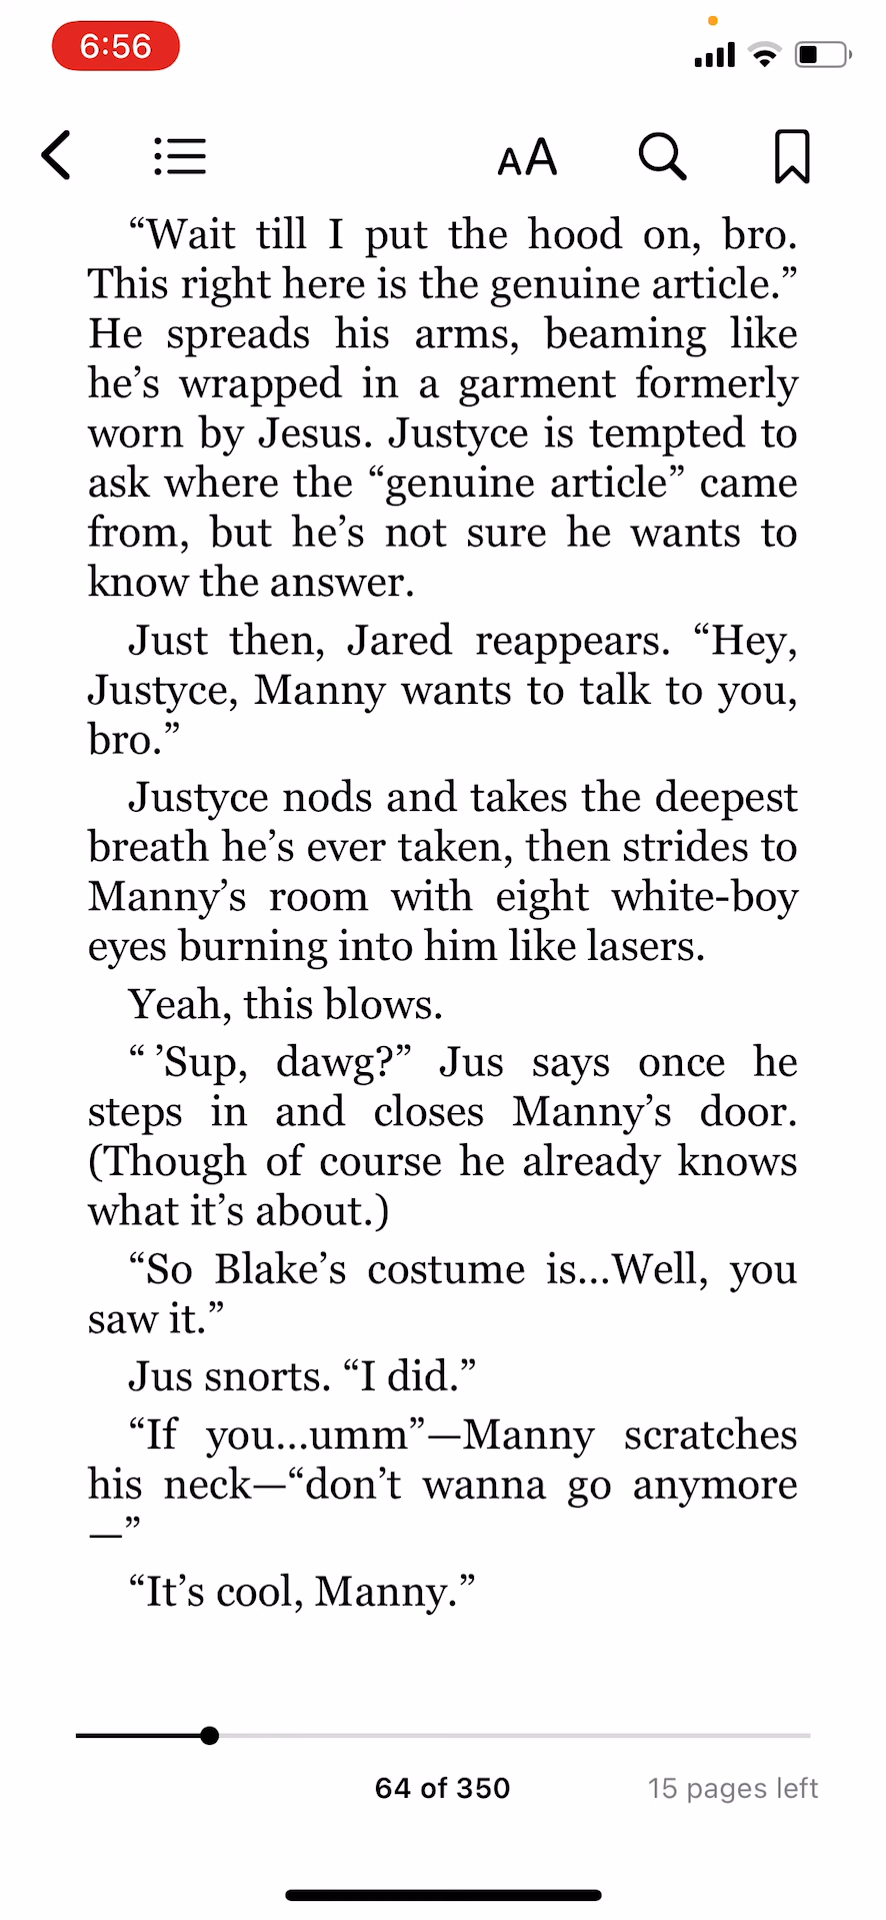 6:56
AA
“Wait till I put the hood on, bro.
This right here is the genuine article.”
He spreads his arms, beaming like
he’s wrapped in a garment formerly
worn by Jesus. Justyce is tempted to
ask where the “genuine article” came
from, but he’s not sure he wants to
know the answer.
Just then, Jared reappears. “Hey,
Justyce, Manny wants to talk to you,
bro.”
Justyce nods and takes the deepest
breath he’s ever taken, then strides to
Manny’s room with eight white-boy
eyes burning into him like lasers.
Yeah, this blows.
“ ’Sup, dawg?” Jus says once he
steps in and closes Manny’s door.
(Though of course he already knows
what it’s about.)
“So Blake’s costume is...Well, you
saw it.”
Jus snorts. “I did.”
“If you...umm”—Manny scratches
his neck—“don’t wanna go anymore
—”
“It’s cool, Manny.”
64 of 350
15 pages left